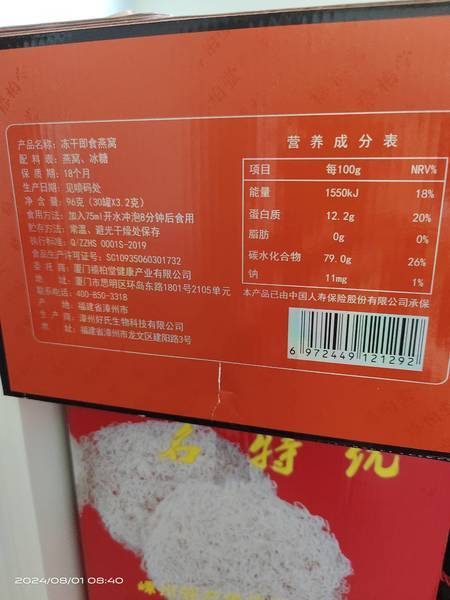 产品名称：冻干即食燕窝
配 料 表：燕窝、冰糖
保 质 期：18个月
生产日期：见喷码处
净 含 量：96克（30罐X3.2克）
食用方法：加入75ml开水冲泡8分钟后食用
贮存方法：常温、避光干燥处保存
执行标准：Q/ZZHS 0001S-2019
食品生产许可证号：SC10935060301732
委 托 商：厦门禧柏堂健康产业有限公司
地 址：厦门市思明区环岛东路1801号2105单元
联系电话：400-850-3318
产 地：福建省漳州市
生 产 商：漳州好氏生物科技有限公司
地 址：福建省漳州市龙文区建阳路3号
营养成分表
项目 每100g NRV%
能量 1550kJ 18%
蛋白质 12.2g 20%
脂肪 0g 0%
碳水化合物 79.0g 26%
钠 11mg 1%
本产品已由中国人寿保险股份有限公司承保
6 972449 121292
名特优
2024/08/01 08:40